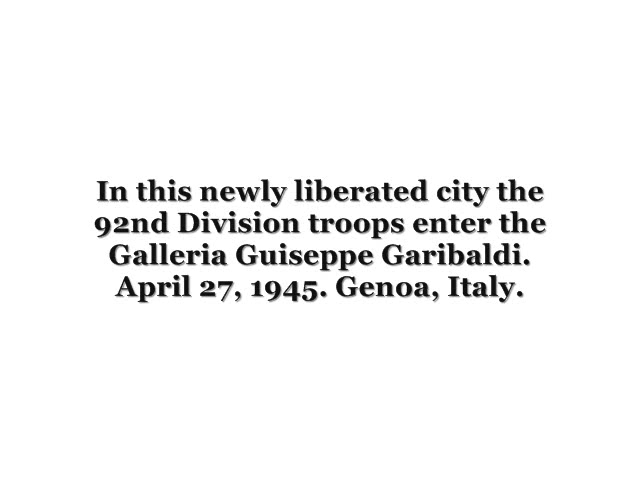 In this newly liberated city the
92nd Division troops enter the
Galleria Guiseppe Garibaldi.
April 27, 1945. Genoa, Italy.